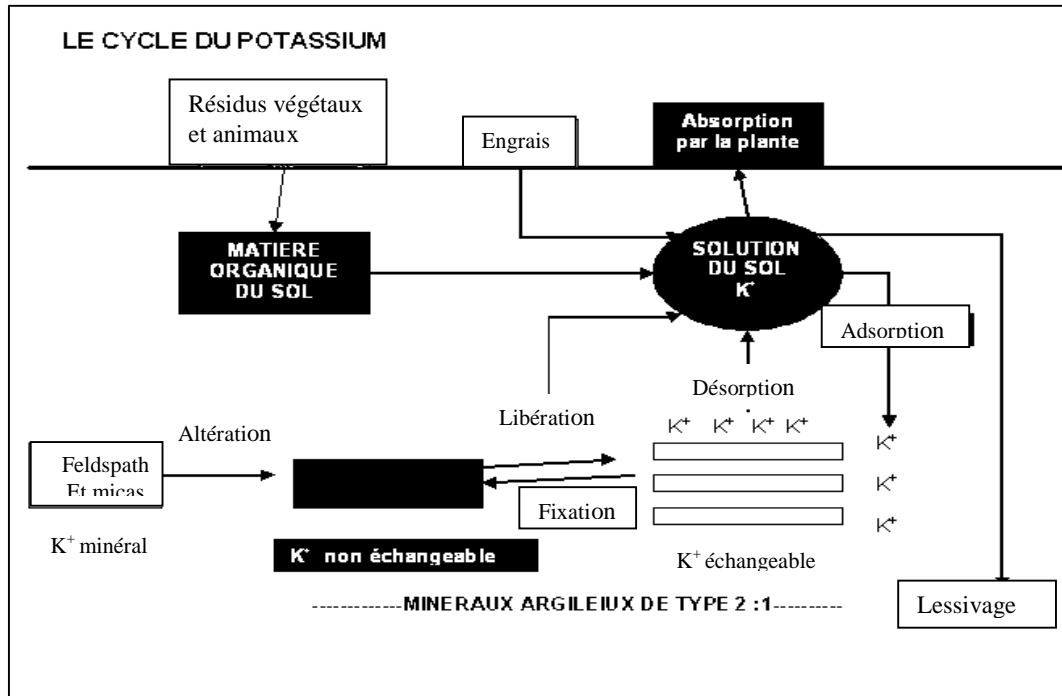 LE CYCLE DU POTASSIUM
Résidus végétaux
et animaux
Engrais
Absorption
par la plante
MATIERE
ORGANIQUE
DU SOL
SOLUTION
DU SOL
K⁺
Adsorption
Désorption
Libération
K⁺ K⁺ K⁺ K⁺
Altération
Feldspath
Et micas
K⁺
K⁺
K⁺
Fixation
K⁺ minéral
K⁺ non échangeable
K⁺ échangeable
------------MINERAUX ARGILEIUX DE TYPE 2 :1----------
Lessivage